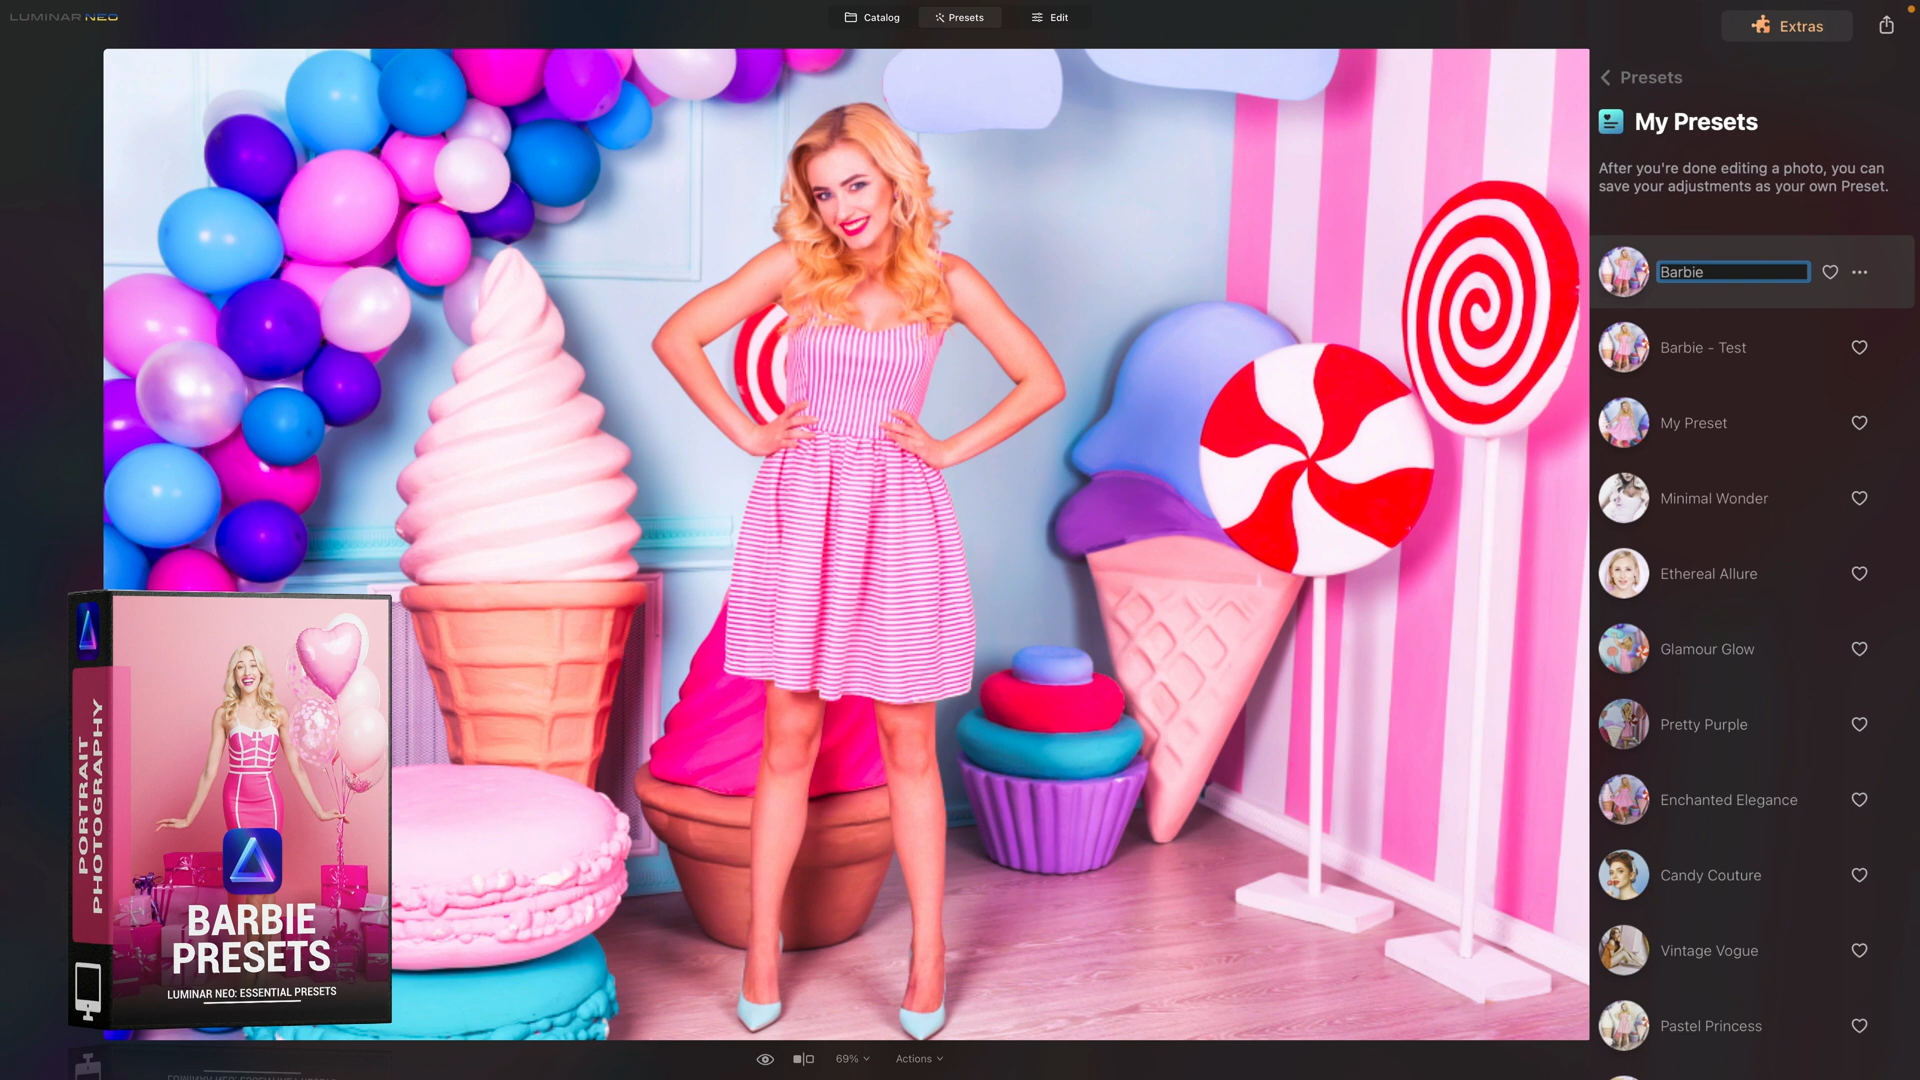 LUMINAR NEO
Catalog
Presets
Edit
Extras
Presets
My Presets
After you're done editing a photo, you can
save your adjustments as your own Preset.
Barbie
Barbie - Test
My Preset
Minimal Wonder
Ethereal Allure
Glamour Glow
Pretty Purple
Enchanted Elegance
Candy Couture
Vintage Vogue
Pastel Princess
PORTRAIT
PHOTOGRAPHY
BARBIE
PRESETS
LUMINAR NEO: ESSENTIAL PRESETS
69%
Actions